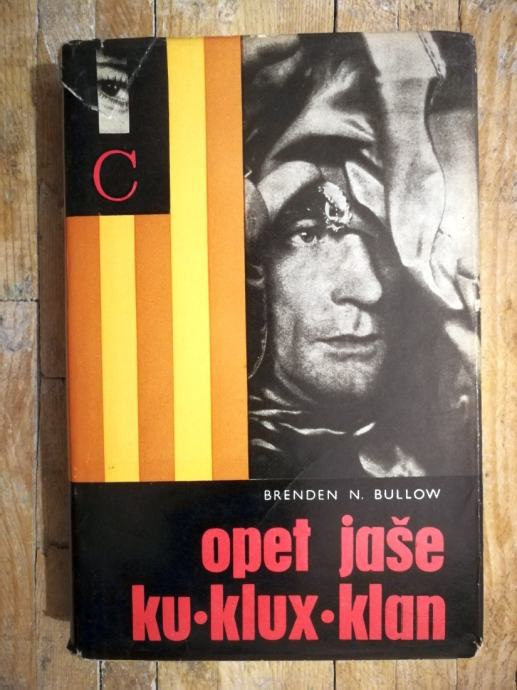 C
BRENDEN N. BULLOW
opet jaše
ku•klux•klan